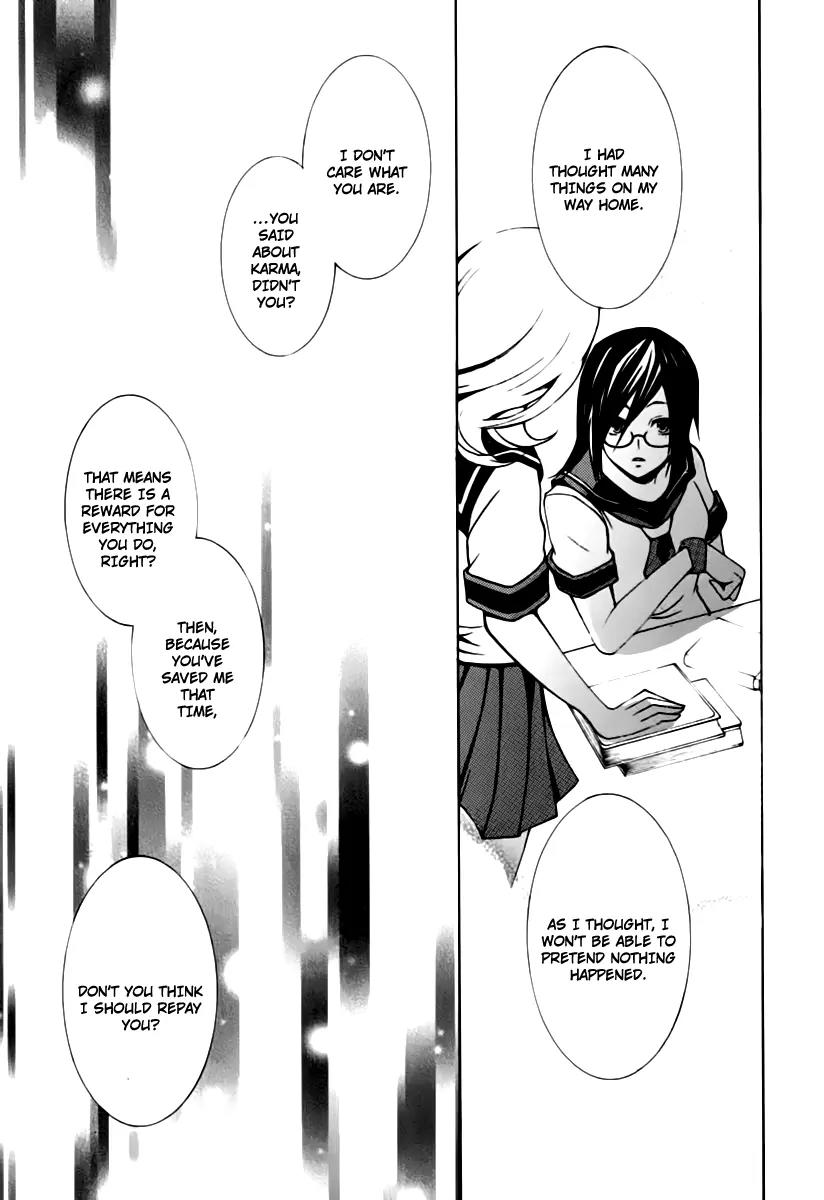 I HAD
THOUGHT MANY
THINGS ON MY
WAY HOME.
AS I THOUGHT, I
WON'T BE ABLE TO
PRETEND NOTHING
HAPPENED.
I DON'T
CARE WHAT
YOU ARE.
...YOU
SAID
ABOUT
KARMA,
DIDN'T
YOU?
THAT MEANS
THERE IS A
REWARD FOR
EVERYTHING
YOU DO,
RIGHT?
THEN,
BECAUSE
YOU'VE
SAVED ME
THAT
TIME,
DON'T YOU THINK
I SHOULD REPAY
YOU?